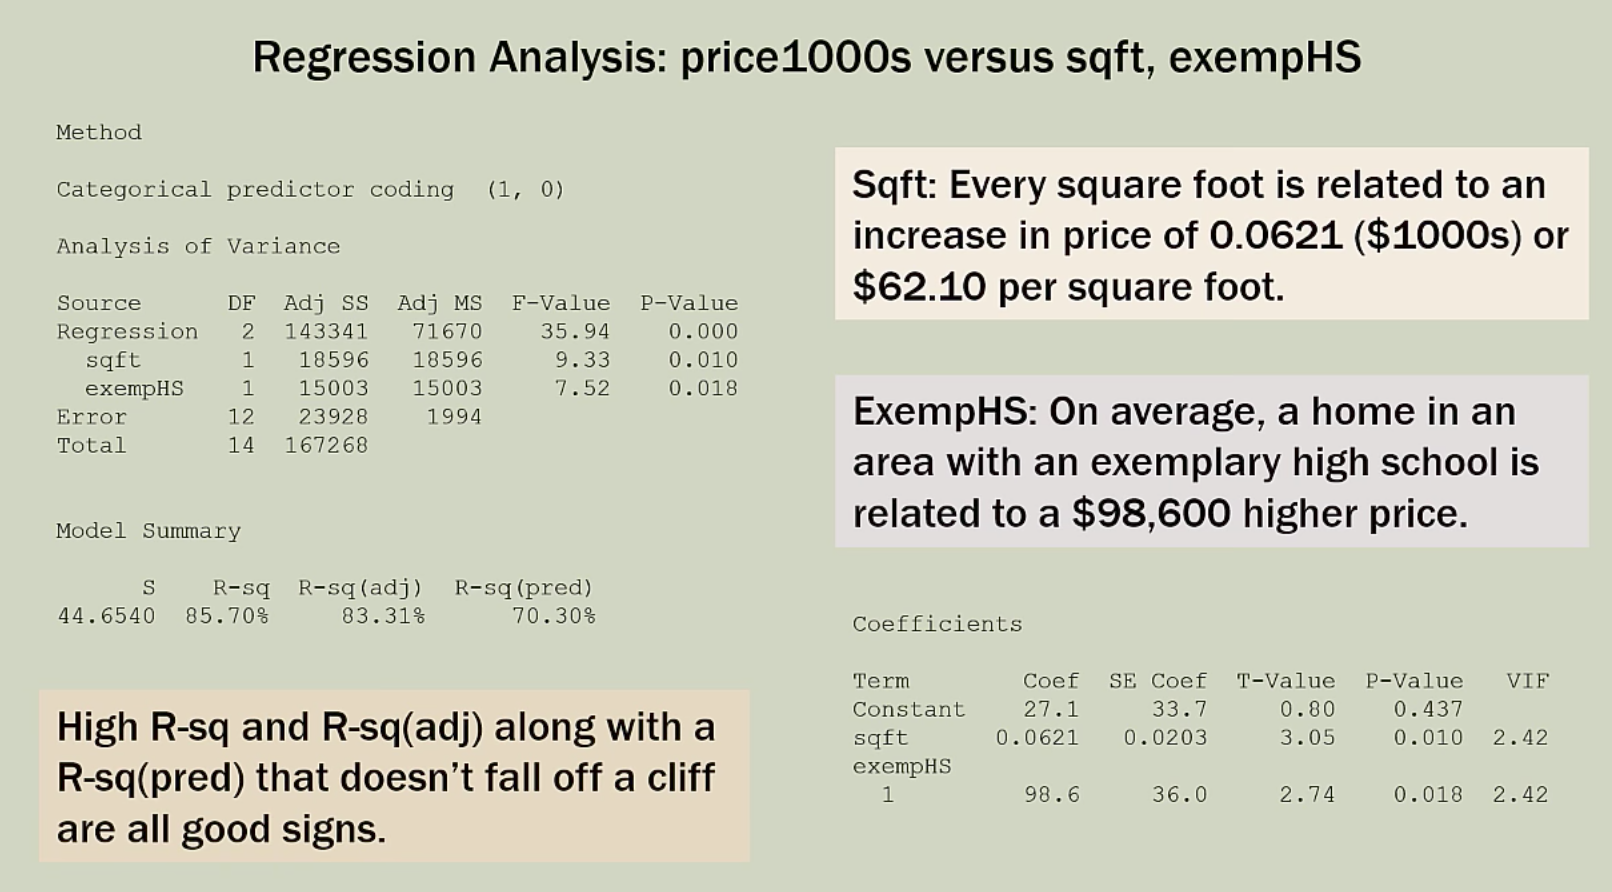 Regression Analysis: price1000s versus sqft, exempHS
Method
Categorical predictor coding (1, 0)
Analysis of Variance
Source DF Adj SS Adj MS F-Value P-Value
Regression 2 143341 71670 35.94 0.000
sqft 1 18596 18596 9.33 0.010
exempHS 1 15003 15003 7.52 0.018
Error 12 23928 1994
Total 14 167268
Model Summary
S R-sq R-sq(adj) R-sq(pred)
44.6540 85.70% 83.31% 70.30%
High R-sq and R-sq(adj) along with a
R-sq(pred) that doesn't fall off a cliff
are all good signs.
Sqft: Every square foot is related to an
increase in price of 0.0621 ($1000s) or
$62.10 per square foot.
ExempHS: On average, a home in an
area with an exemplary high school is
related to a $98,600 higher price.
Coefficients
Term Coef SE Coef T-Value P-Value VIF
Constant 27.1 33.7 0.80 0.437
sqft 0.0621 0.0203 3.05 0.010 2.42
exempHS
1 98.6 36.0 2.74 0.018 2.42